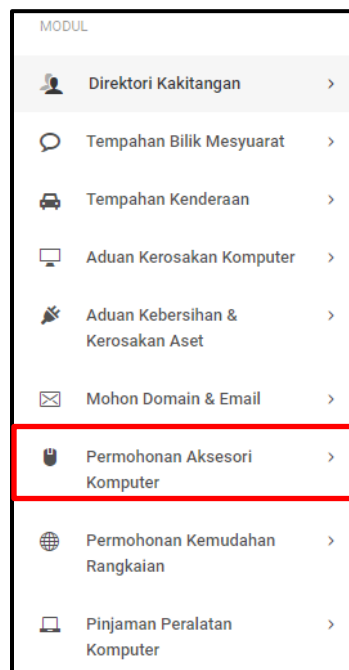 MODUL
Direktori Kakitangan
Tempahan Bilik Mesyuarat
Tempahan Kenderaan
Aduan Kerosakan Komputer
Aduan Kebersihan &
Kerosakan Aset
Mohon Domain & Email
Permohonan Aksesori
Komputer
Permohonan Kemudahan
Rangkaian
Pinjaman Peralatan
Komputer